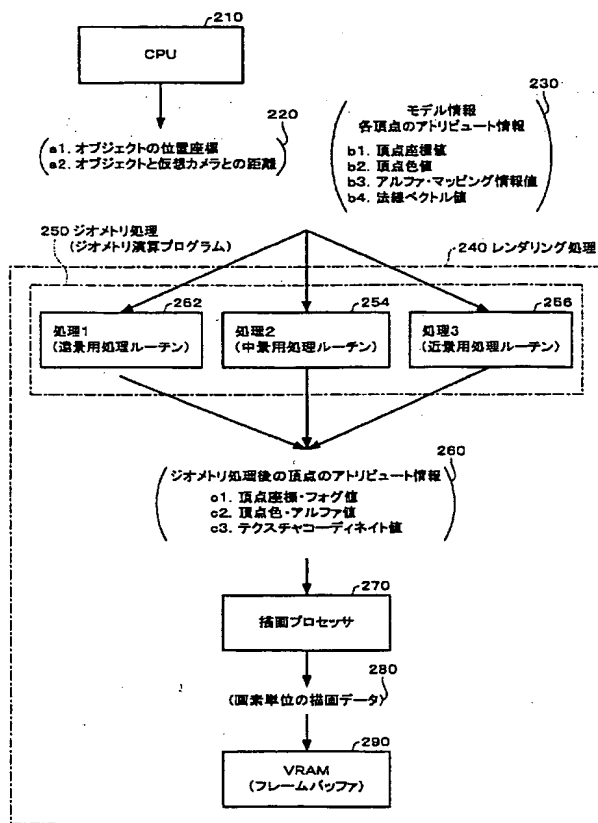 210
CPU
220
a1. オブジェクトの位置座標
a2. オブジェクトと仮想カメラとの距離
230
モデル情報
各頂点のアトリビュート情報
b1. 頂点座標値
b2. 頂点色値
b3. アルファ・マッピング情報値
b4. 法線ベクトル値
250 ジオメトリ処理
(ジオメトリ演算プログラム)
240 レンダリング処理
252
処理1
(遠景用処理ルーチン)
254
処理2
(中景用処理ルーチン)
256
処理3
(近景用処理ルーチン)
260
ジオメトリ処理後の頂点のアトリビュート情報
c1. 頂点座標・フォグ値
c2. 頂点色・アルファ値
c3. テクスチャコーディネイト値
270
描画プロセッサ
280
(画素単位の描画データ)
290
VRAM
(フレームバッファ)